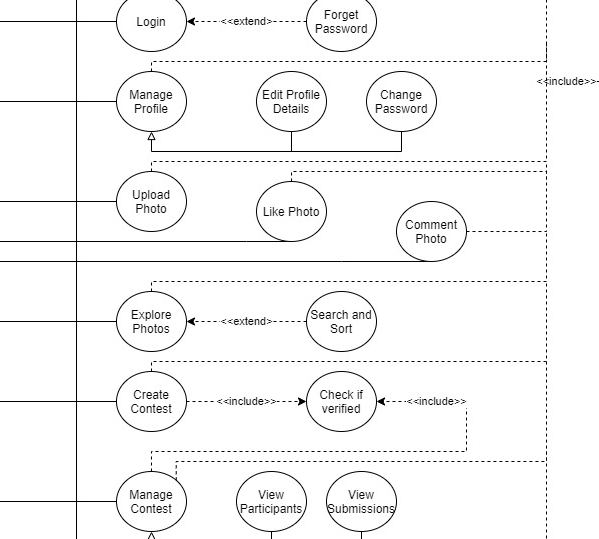 Login
<<extend>>
Forget
Password
<<include>>
Manage
Profile
Edit Profile
Details
Change
Password
Upload
Photo
Like Photo
Comment
Photo
Explore
Photos
<<extend>>
Search and
Sort
Create
Contest
<<include>>
Check if
verified
<<include>>
Manage
Contest
View
Participants
View
Submissions